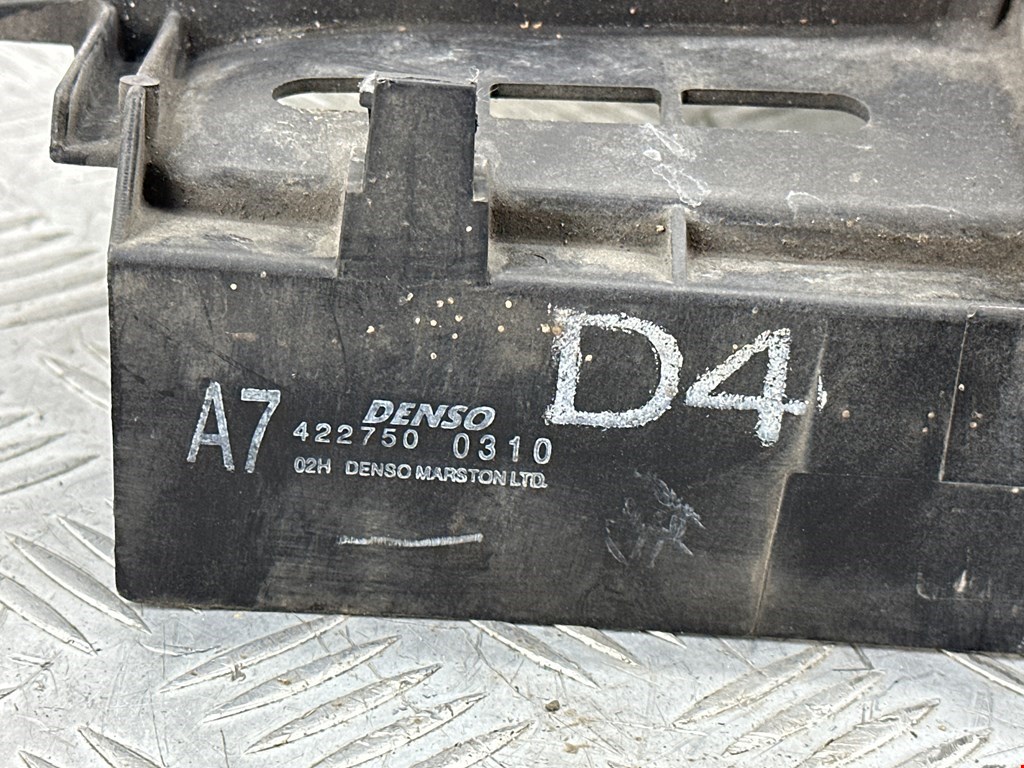 D4
A7
DENSO
422750 0310
02H DENSO MARSTON LTD.